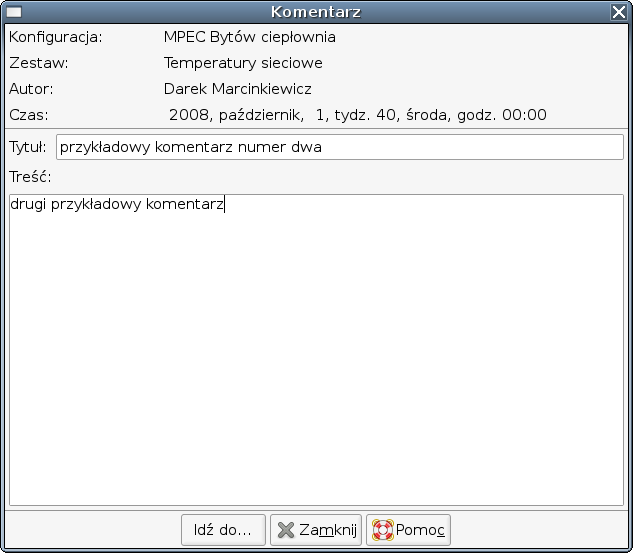 Komentarz
Konfiguracja: MPEC Bytów ciepłownia
Zestaw: Temperatury sieciowe
Autor: Darek Marcinkiewicz
Czas: 2008, październik, 1, tydz. 40, środa, godz. 00:00
Tytuł: przykładowy komentarz numer dwa
Treść:
drugi przykładowy komentarz
Idź do... Zamknij Pomoc